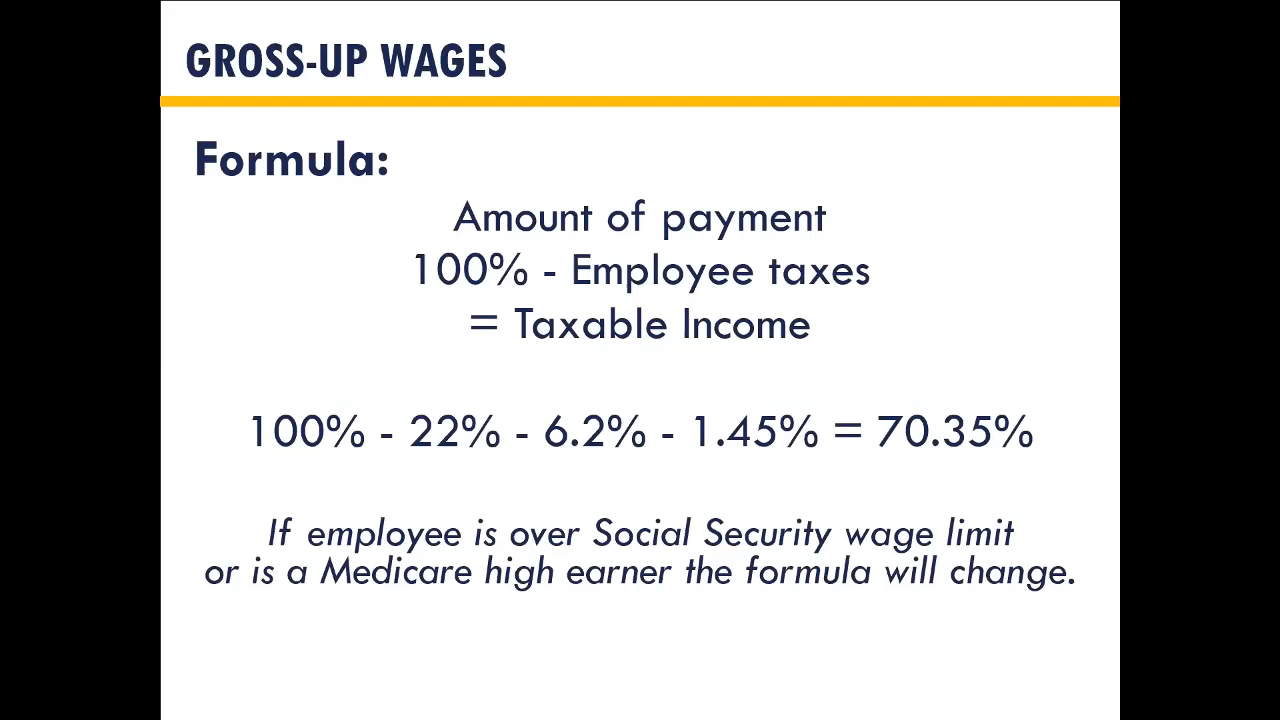 GROSS-UP WAGES
Formula:
Amount of payment
100% - Employee taxes
= Taxable Income
100% - 22% - 6.2% - 1.45% = 70.35%
If employee is over Social Security wage limit
or is a Medicare high earner the formula will change.